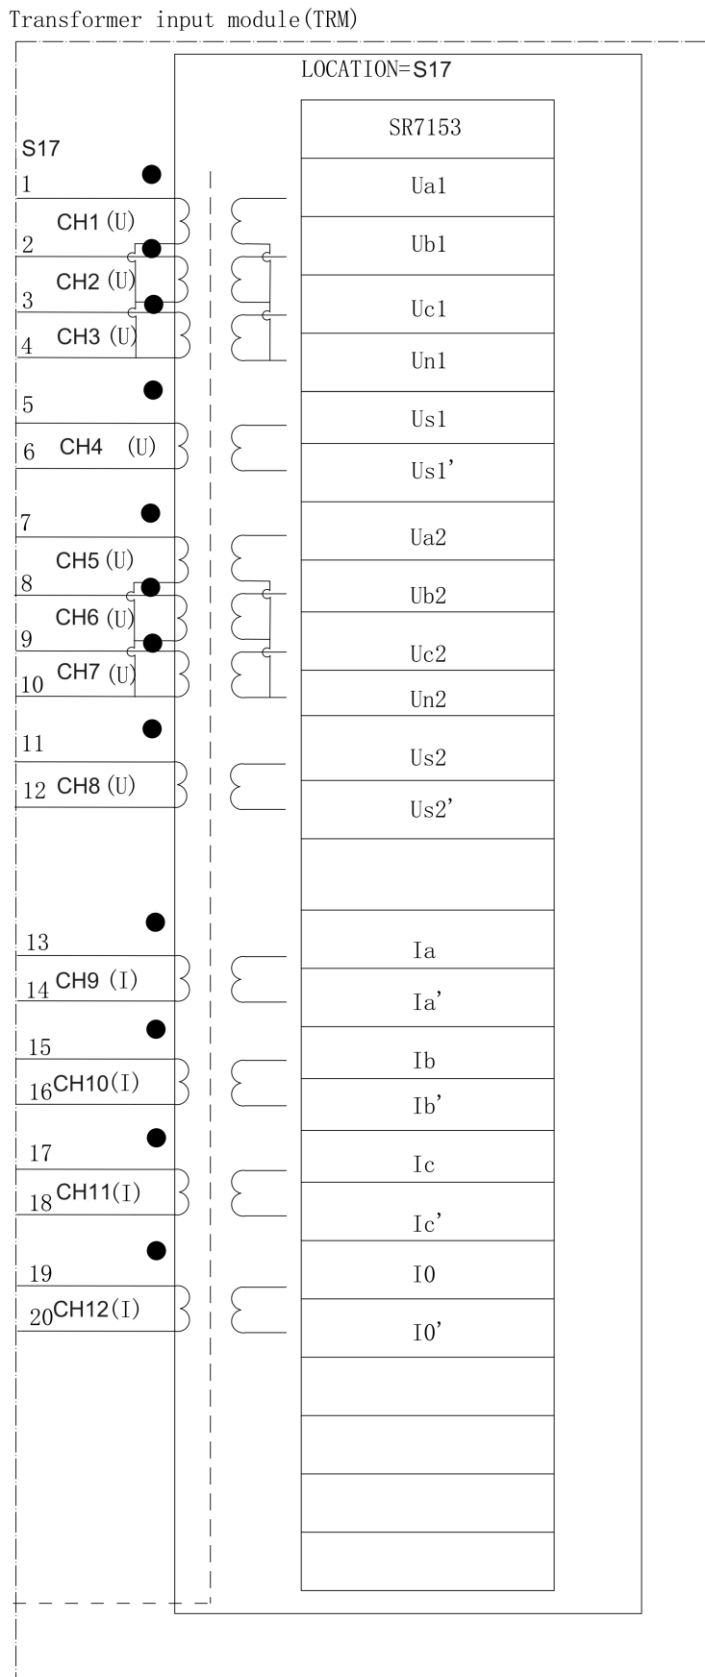 Transformer input module(TRM)
LOCATION=S17
SR7153
S17
1
Ua1
CH1 (U)
2
Ub1
CH2 (U)
3
Uc1
CH3 (U)
4
Un1
5
Us1
6
CH4 (U)
Us1’
7
Ua2
CH5 (U)
8
Ub2
CH6 (U)
9
Uc2
CH7 (U)
10
Un2
11
Us2
12
CH8 (U)
Us2’
13
Ia
CH9 (I)
14
Ia’
15
Ib
16
CH10(I)
Ib’
17
Ic
18
CH11(I)
Ic’
19
I0
20
CH12(I)
I0’